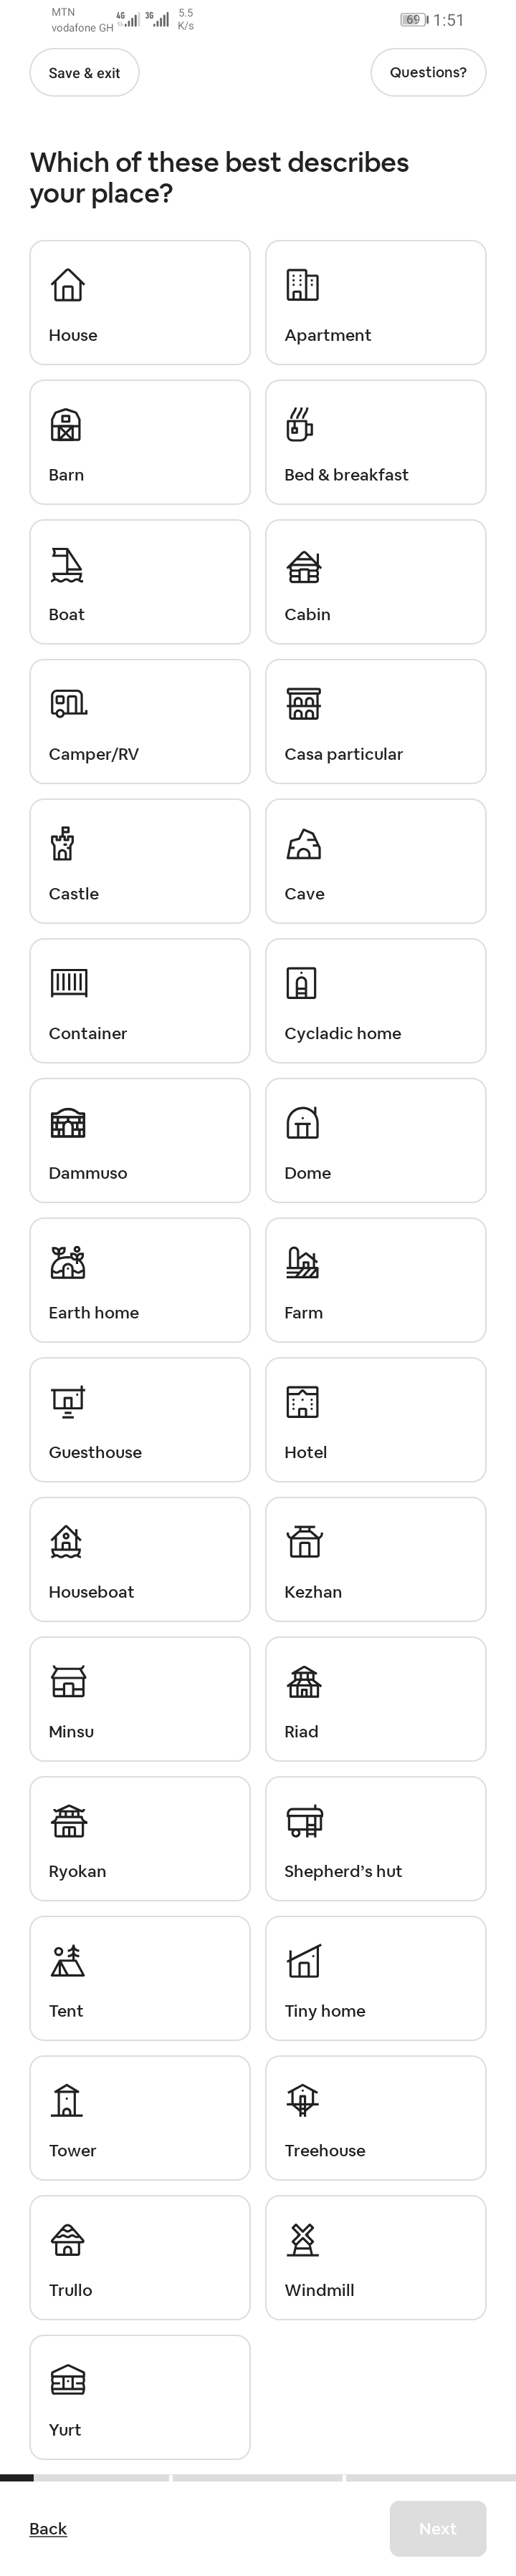 MTN
vodafone GH
4G
3G
5.5
K/s
69
1:51
Save & exit
Questions?
Which of these best describes
your place?
House
Apartment
Barn
Bed & breakfast
Boat
Cabin
Camper/RV
Casa particular
Castle
Cave
Container
Cycladic home
Dammuso
Dome
Earth home
Farm
Guesthouse
Hotel
Houseboat
Kezhan
Minsu
Riad
Ryokan
Shepherd’s hut
Tent
Tiny home
Tower
Treehouse
Trullo
Windmill
Yurt
Back
Next